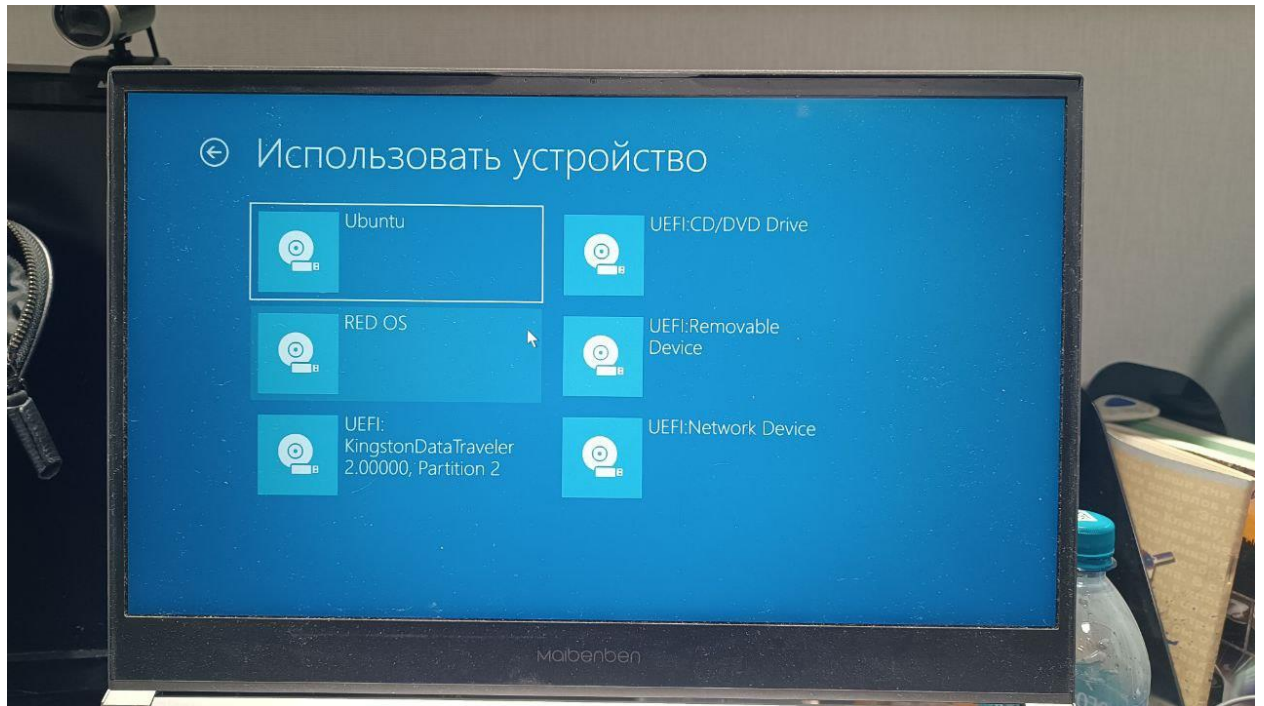 Использовать устройство
Ubuntu
RED OS
UEFI:
KingstonDataTraveler
2.00000, Partition 2
UEFI:CD/DVD Drive
UEFI:Removable
Device
UEFI:Network Device
Maibenben